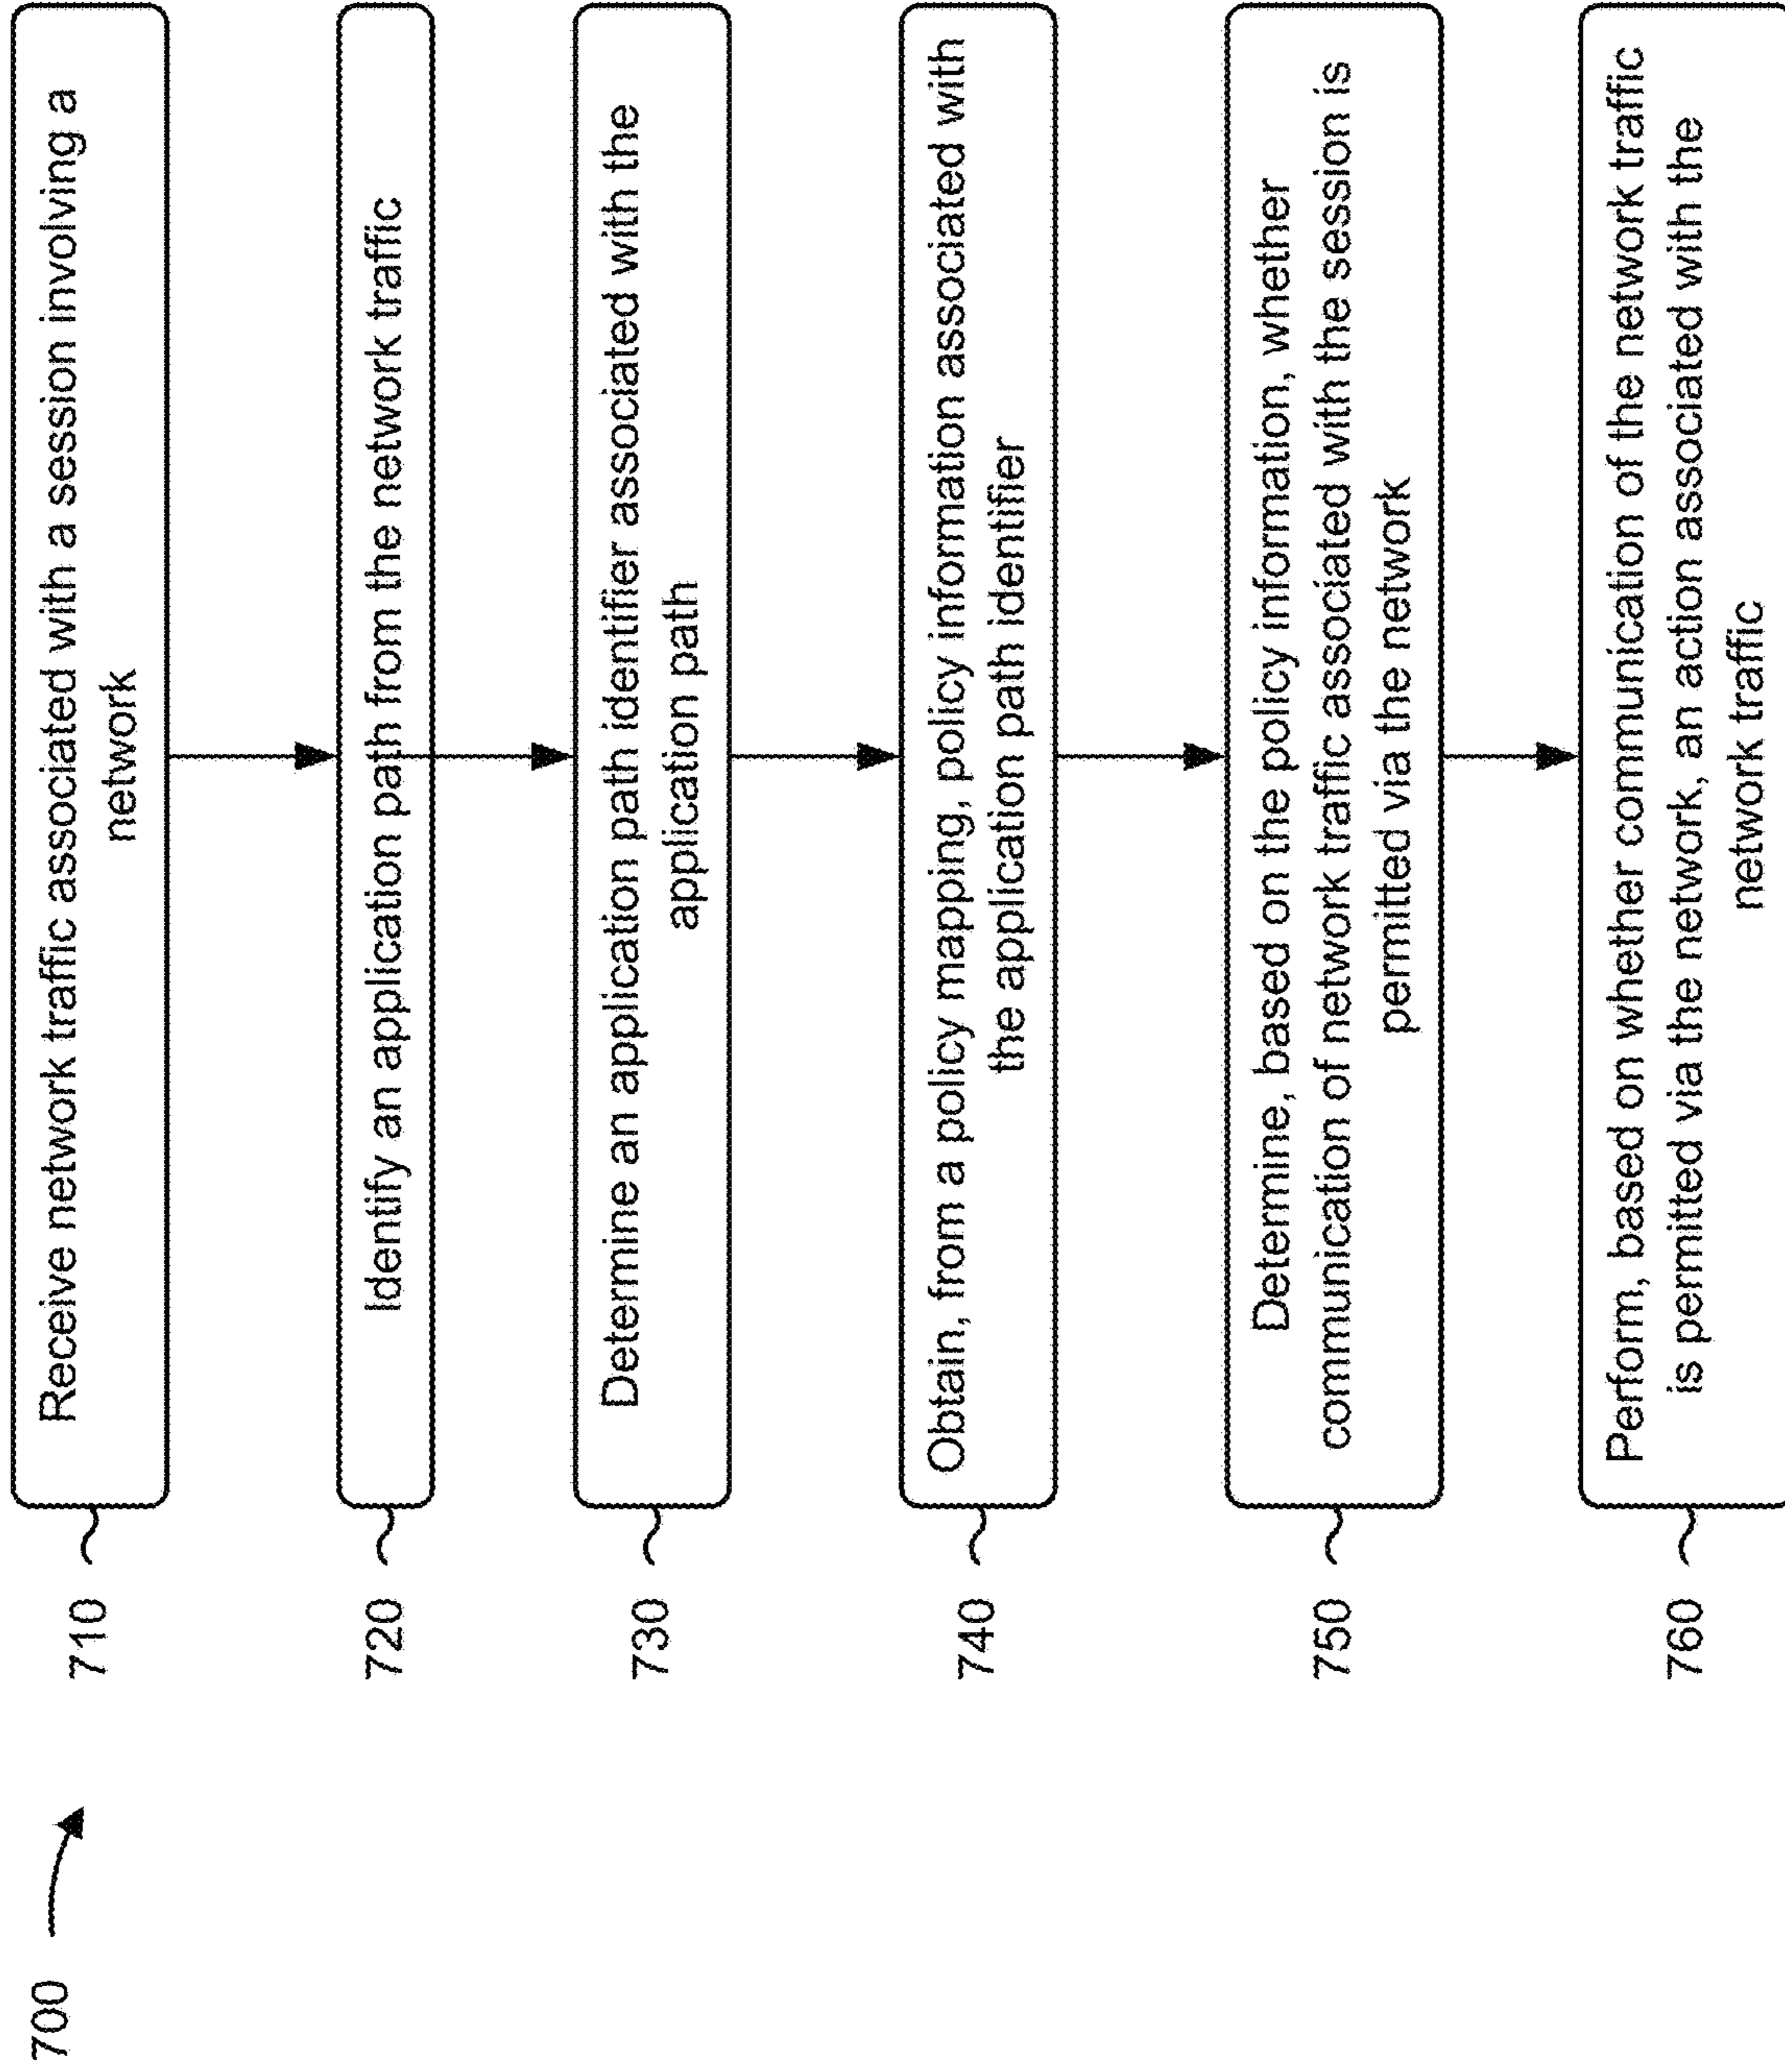 700
710
Receive network traffic associated with a session involving a
network
720
Identify an application path from the network traffic
730
Determine an application path identifier associated with the
application path
740
Obtain, from a policy mapping, policy information associated with
the application path identifier
750
Determine, based on the policy information, whether
communication of network traffic associated with the session is
permitted via the network
760
Perform, based on whether communication of the network traffic
is permitted via the network, an action associated with the
network traffic